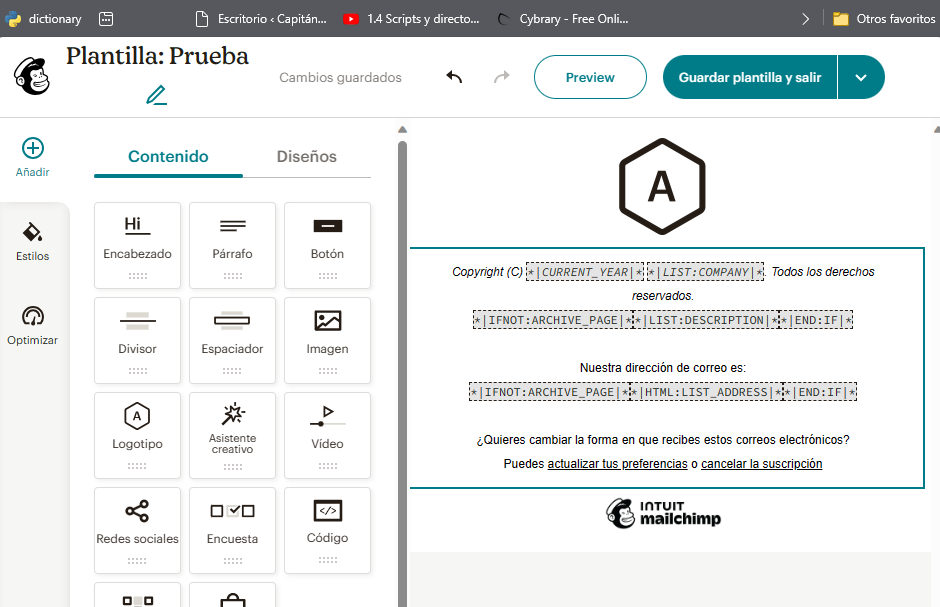 dictionary
Escritorio ‹ Capitán...
1.4 Scripts y directo...
Cybrary - Free Onli...
Otros favoritos
Plantilla: Prueba
Cambios guardados
Preview
Guardar plantilla y salir
Añadir
Estilos
Optimizar
Contenido
Diseños
Hi
Encabezado
Párrafo
Botón
Divisor
Espaciador
Imagen
A
Logotipo
Asistente
creativo
Vídeo
Redes sociales
Encuesta
</>
Código
A
Copyright (C) *|CURRENT_YEAR|* *|LIST:COMPANY|*. Todos los derechos
reservados.
*|IFNOT:ARCHIVE_PAGE|* *|LIST:DESCRIPTION|* *|END:IF|*
Nuestra dirección de correo es:
*|IFNOT:ARCHIVE_PAGE|* *|HTML:LIST_ADDRESS|* *|END:IF|*
¿Quieres cambiar la forma en que recibes estos correos electrónicos?
Puedes actualizar tus preferencias o cancelar la suscripción
INTUIT
mailchimp